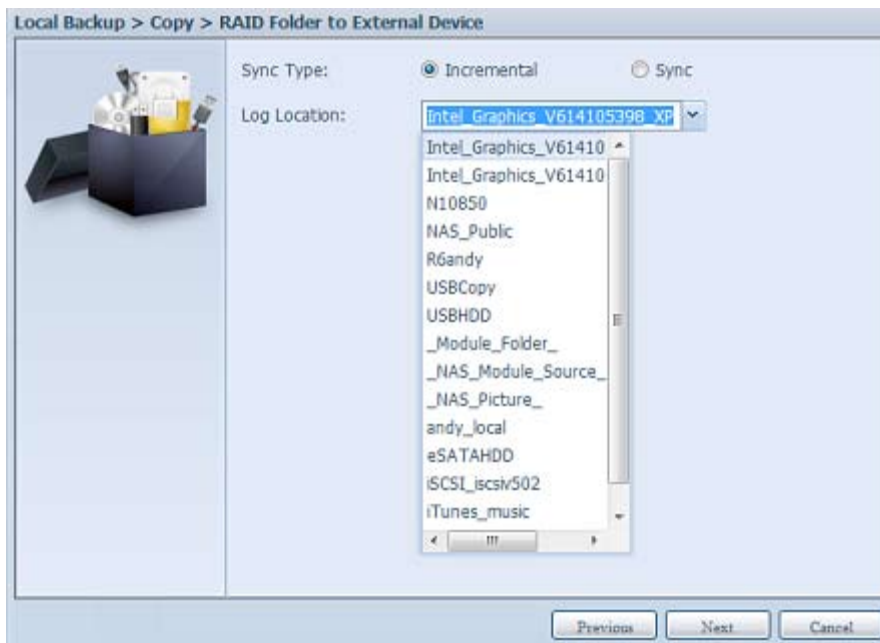 Local Backup > Copy > RAID Folder to External Device
Sync Type: Incremental Sync
Log Location: Intel_Graphics_V614105398_XP
Intel_Graphics_V61410
Intel_Graphics_V61410
N10850
NAS_Public
R6andy
USBCopy
USBHDD
_Module_Folder_
_NAS_Module_Source_
_NAS_Picture_
andy_local
eSATAHDD
iSCSI_iscsiv502
iTunes_music
Previous Next Cancel